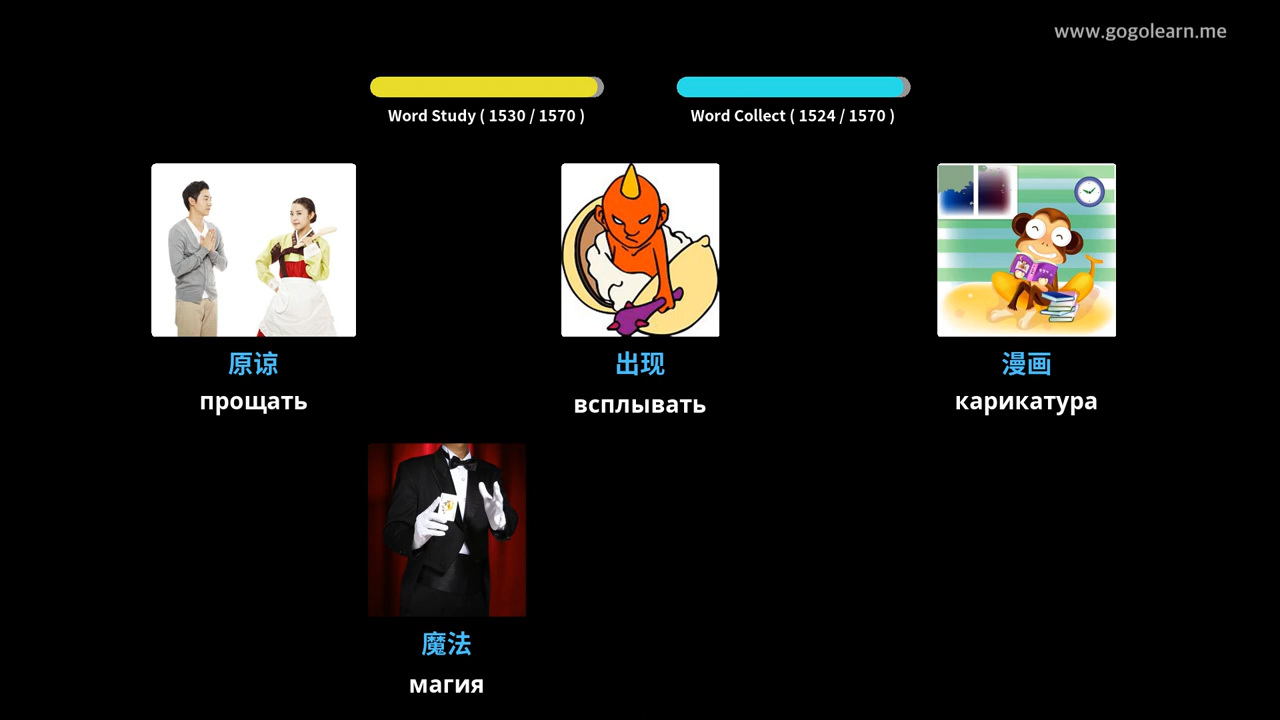 www.gogolearn.me
Word Study ( 1530 / 1570 )
Word Collect ( 1524 / 1570 )
原谅
прощать
出现
всплывать
漫画
карикатура
魔法
магия